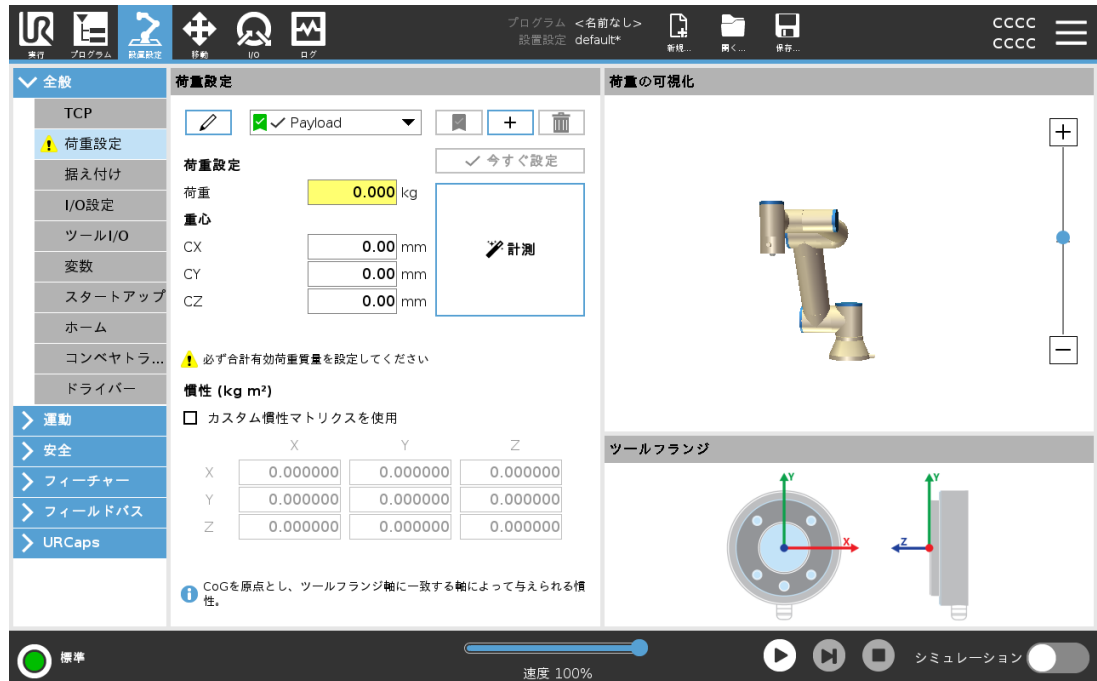 プログラム <名前なし>
設置設定 default*
cccc
cccc
実行 プログラム 設置設定 移動 I/O ログ 新規... 開く... 保存...
全般
TCP
荷重設定
据え付け
I/O設定
ツールI/O
変数
スタートアップ
ホーム
コンベヤトラ...
ドライバー
運動
安全
フィーチャー
フィールドバス
URCaps
荷重設定
Payload
+
荷重設定
今すぐ設定
荷重 0.000 kg
重心
CX 0.00 mm
CY 0.00 mm
CZ 0.00 mm
計測
必ず合計有効荷重質量を設定してください
慣性 (kg m²)
カスタム慣性マトリクスを使用
X Y Z
X 0.000000 0.000000 0.000000
Y 0.000000 0.000000 0.000000
Z 0.000000 0.000000 0.000000
CoGを原点とし、ツールフランジ軸に一致する軸によって与えられる慣
性。
荷重の可視化
ツールフランジ
Y Y
X Z
標準
速度 100%
シミュレーション